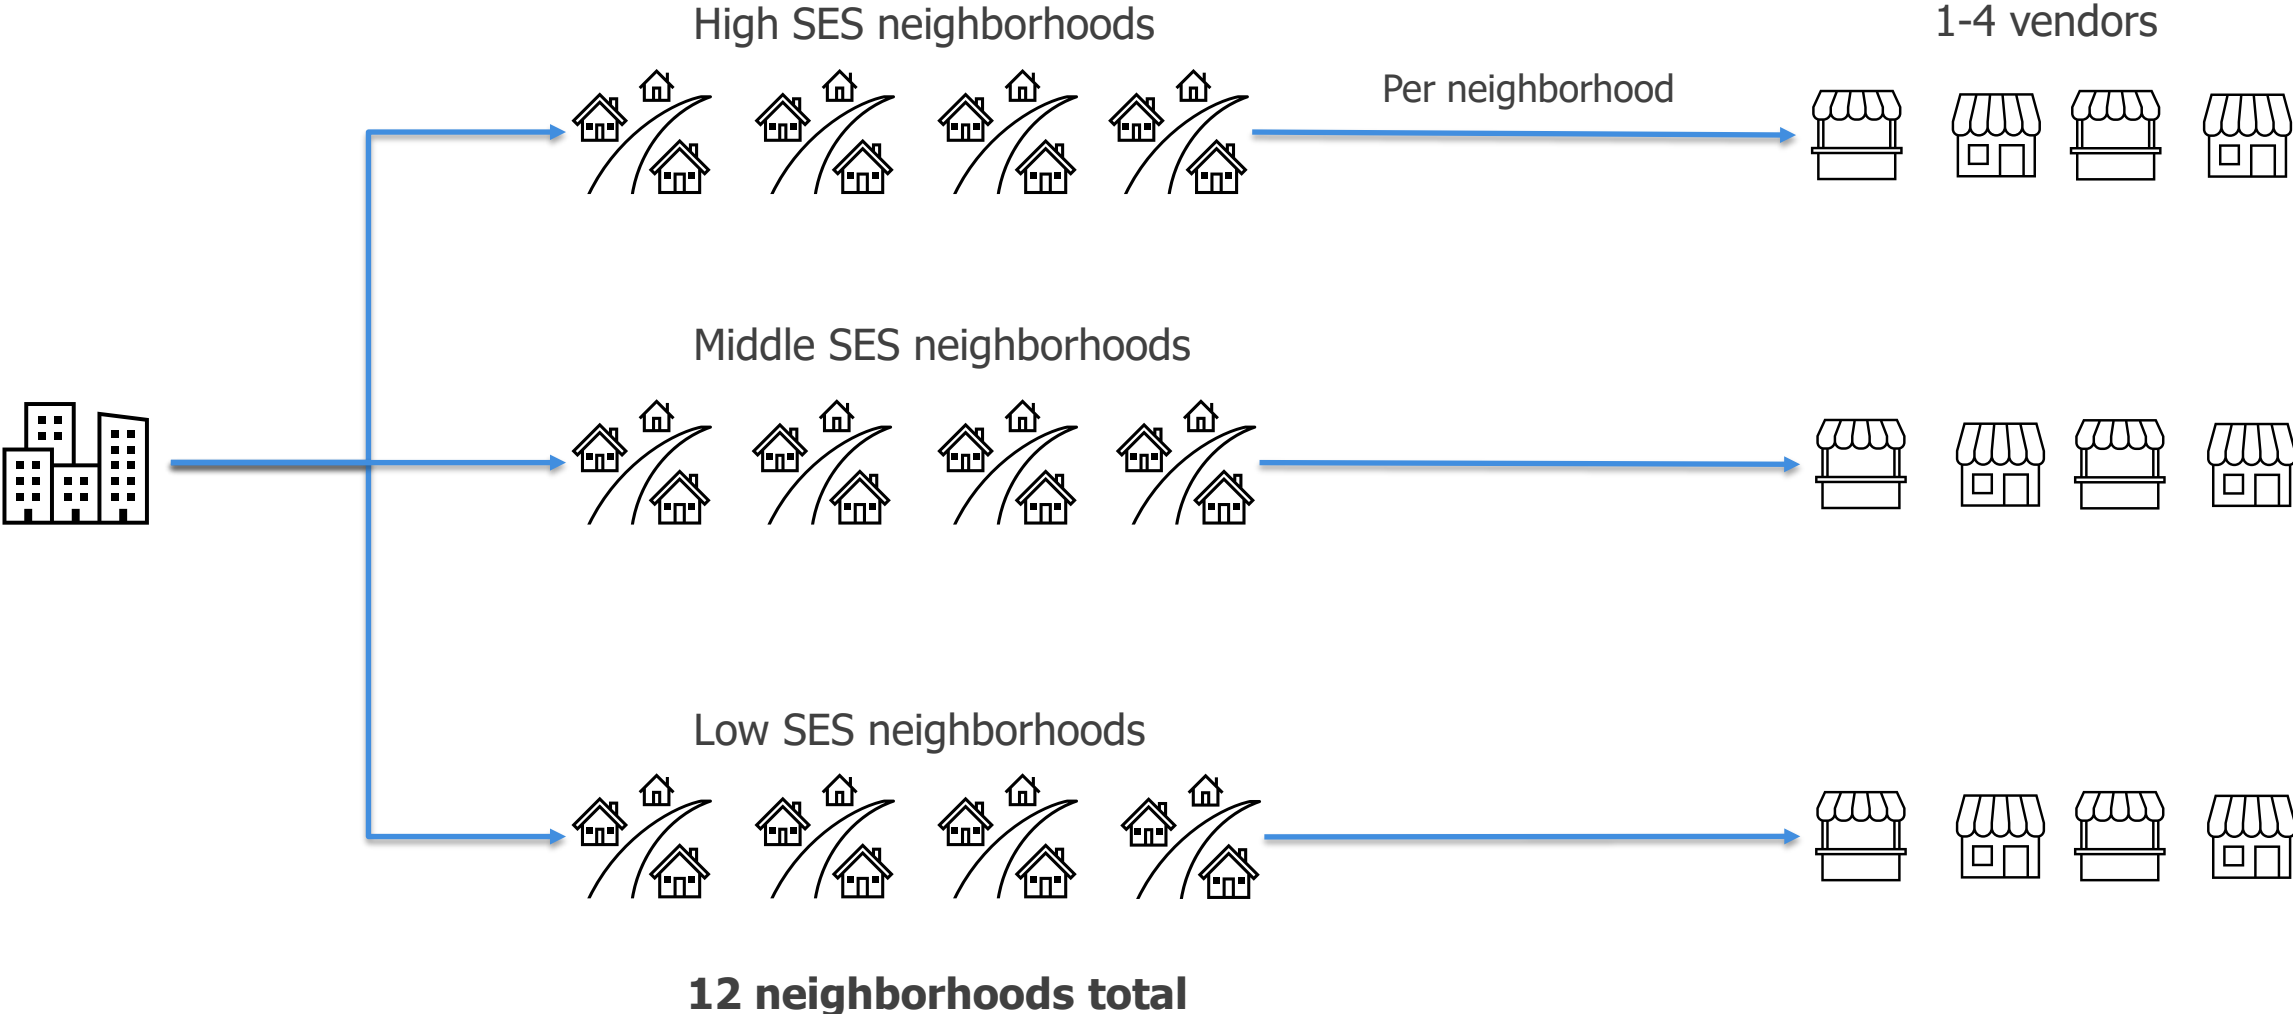 High SES neighborhoods
1-4 vendors
Per neighborhood
Middle SES neighborhoods
Low SES neighborhoods
12 neighborhoods total